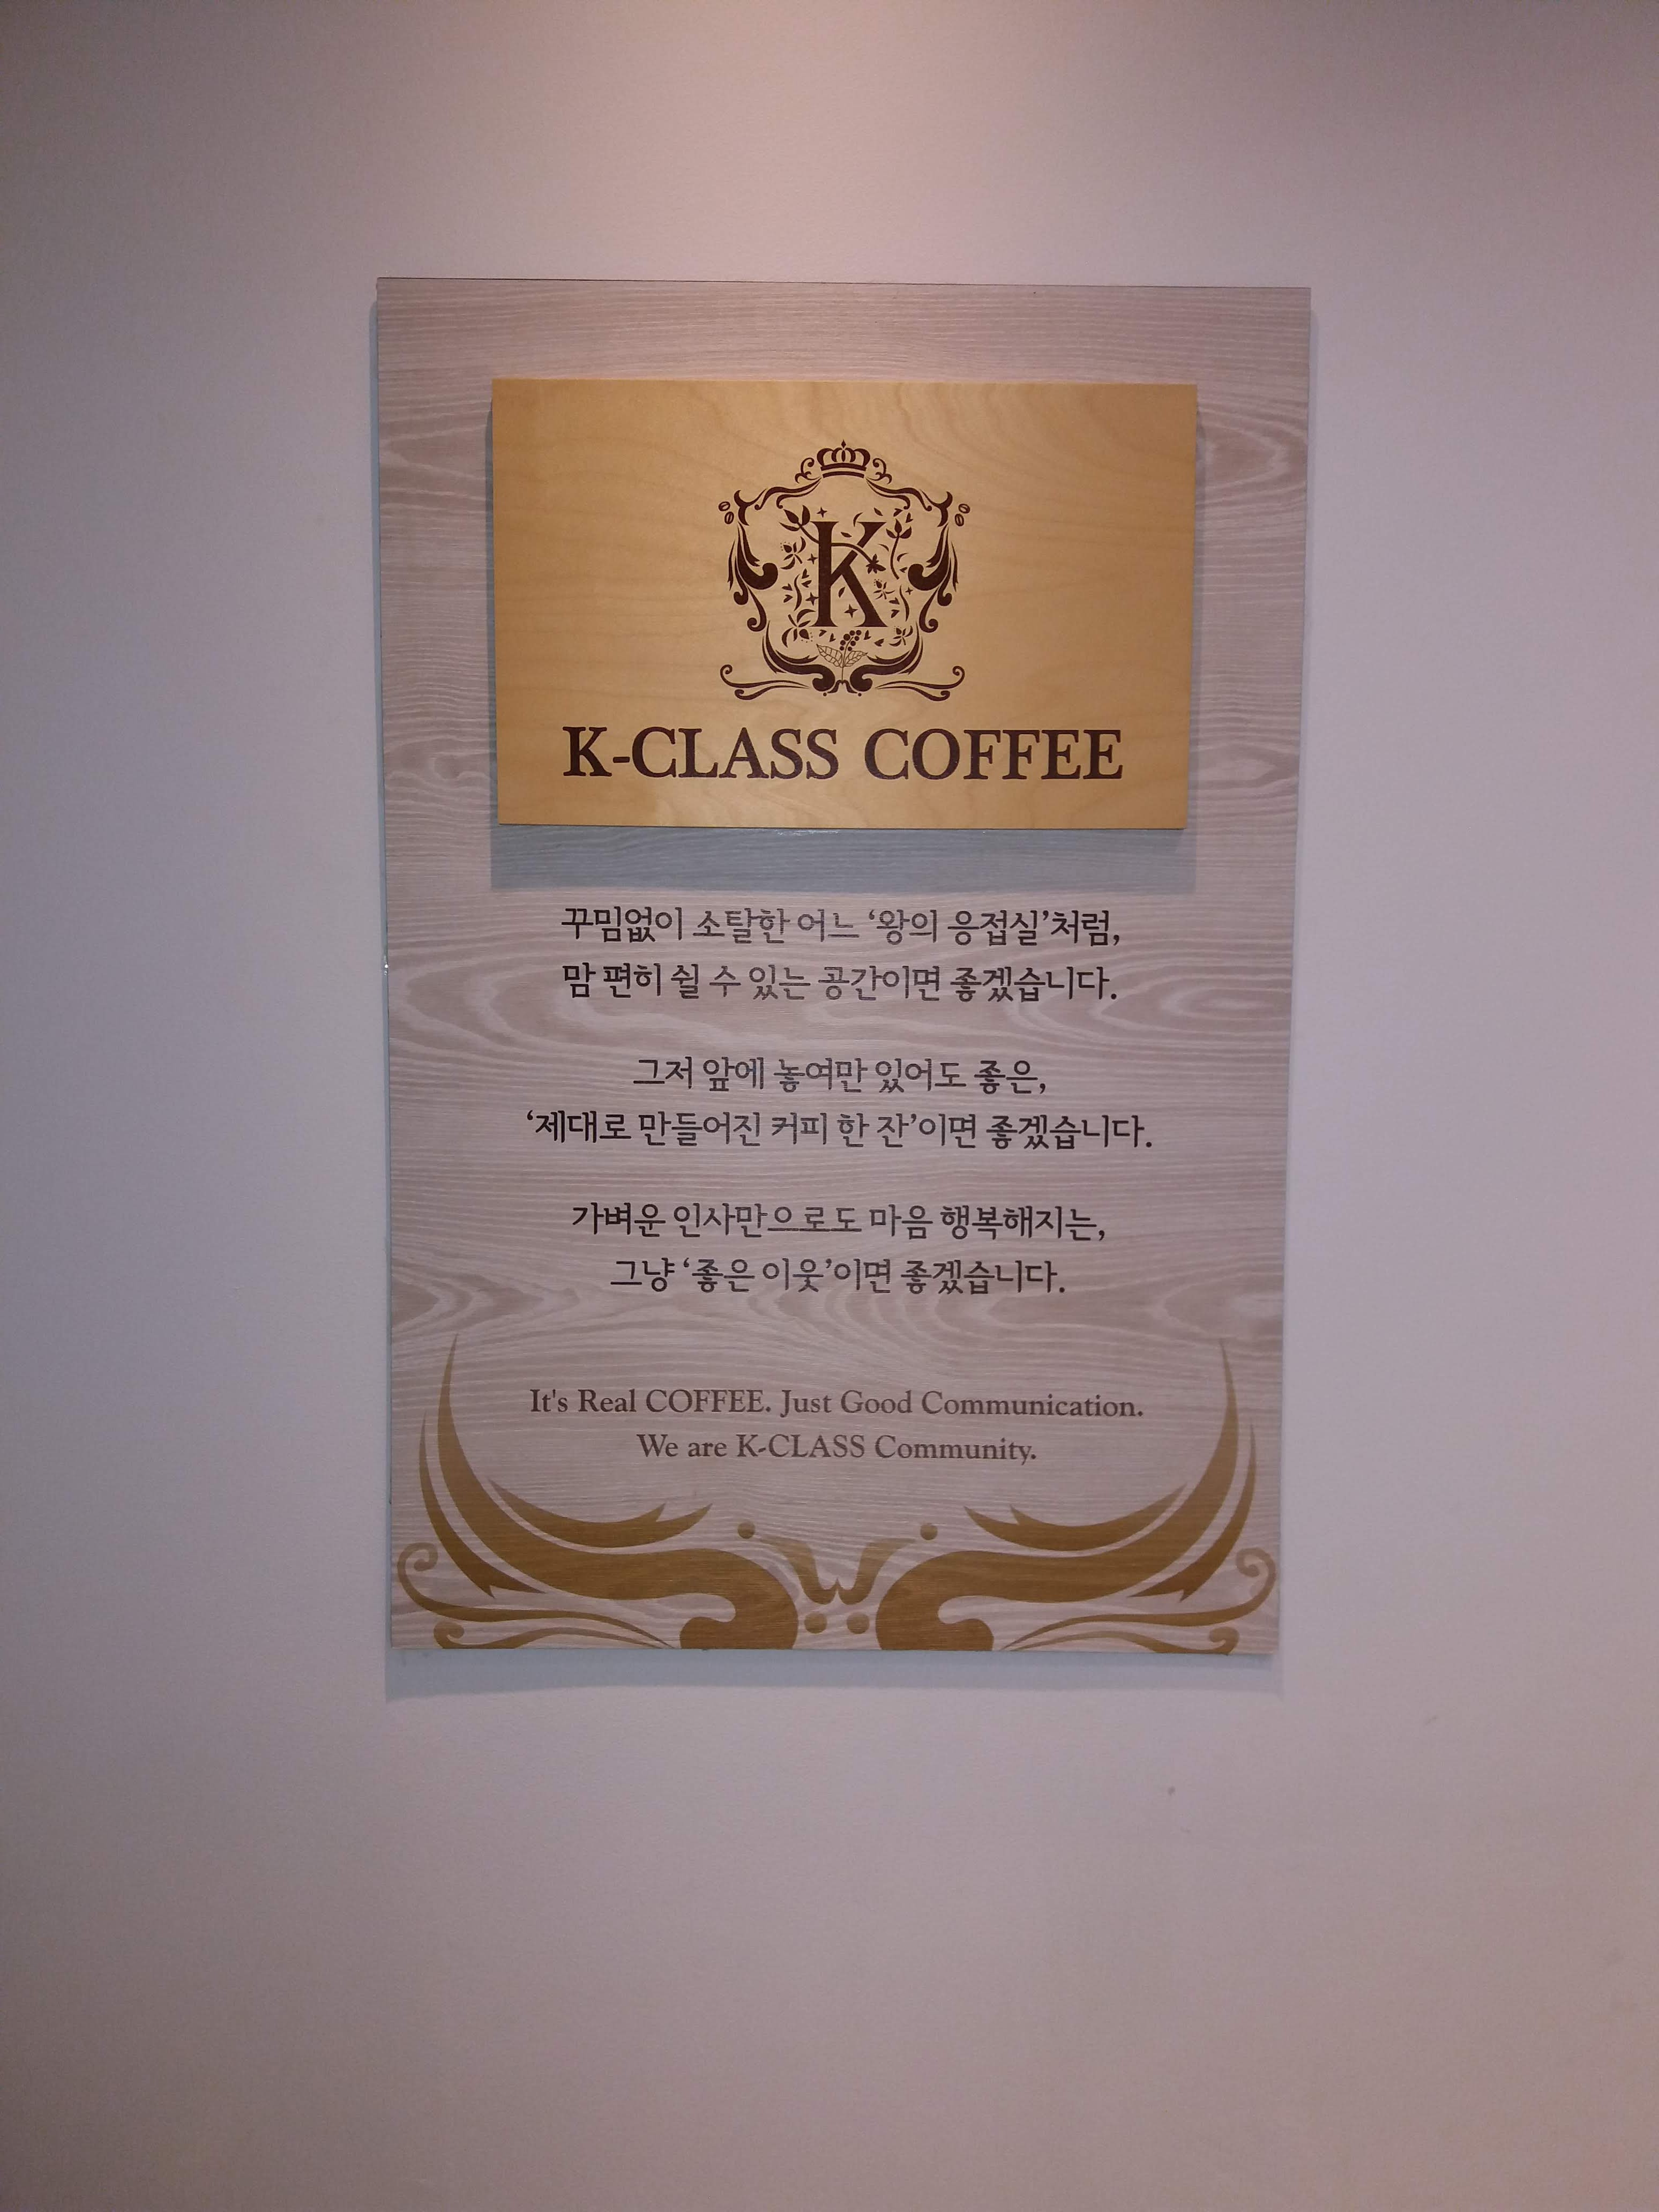 K
K-CLASS COFFEE
꾸밈없이 소탈한 어느 ‘왕의 응접실’처럼,
맘 편히 쉴 수 있는 공간이면 좋겠습니다.
그저 앞에 놓여만 있어도 좋은,
‘제대로 만들어진 커피 한 잔’이면 좋겠습니다.
가벼운 인사만으로도 마음 행복해지는,
그냥 ‘좋은 이웃’이면 좋겠습니다.
It's Real COFFEE. Just Good Communication.
We are K-CLASS Community.